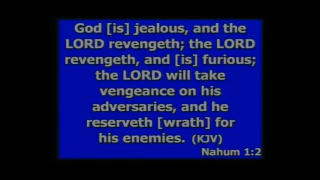 God [is] jealous, and the
LORD revengeth; the LORD
revengeth, and [is] furious;
the LORD will take
vengeance on his
adversaries, and he
reserveth [wrath] for
his enemies. (KJV)
Nahum 1:2